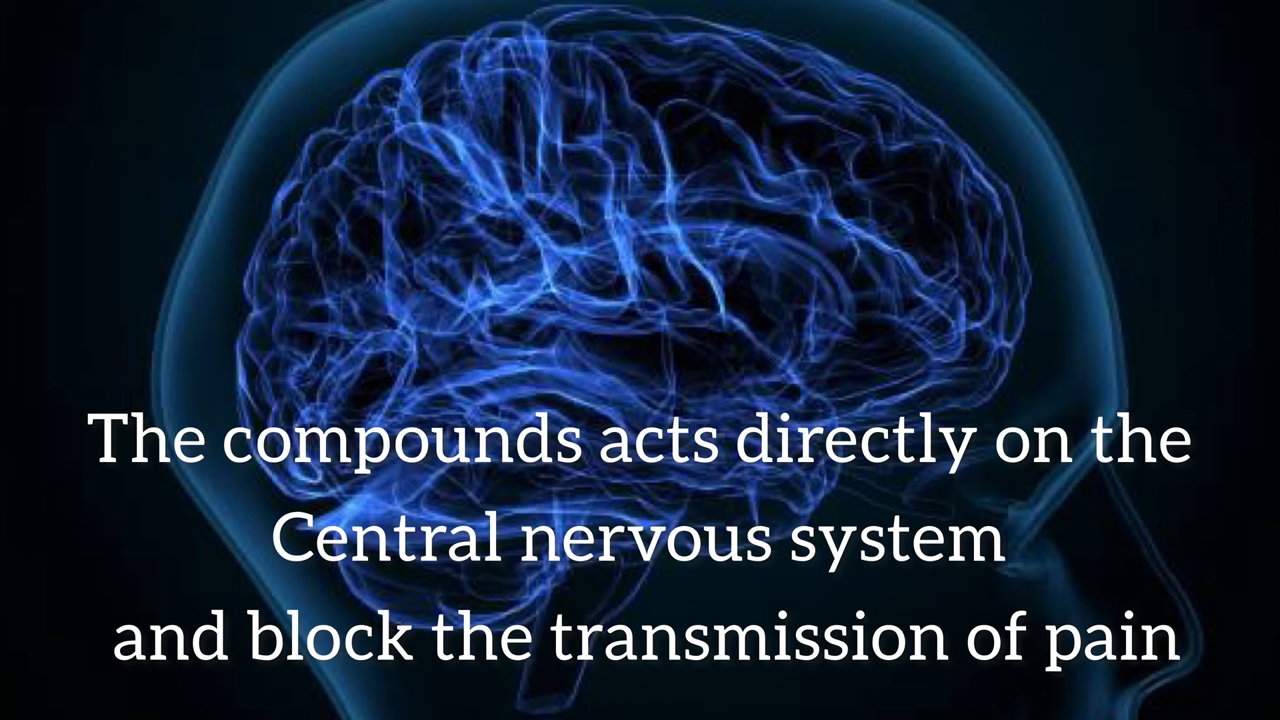 The compounds acts directly on the
Central nervous system
and block the transmission of pain